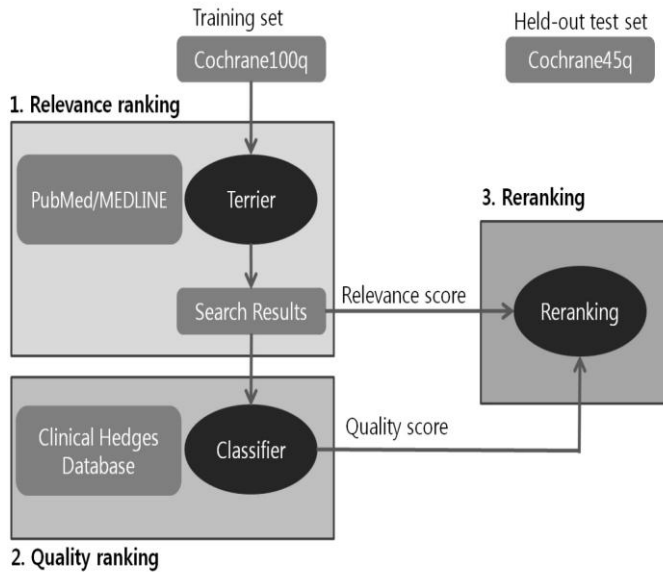 Training set
Cochrane100q
Held-out test set
Cochrane45q
1. Relevance ranking
PubMed/MEDLINE
Terrier
Search Results
Relevance score
3. Reranking
Reranking
Clinical Hedges
Database
Classifier
Quality score
2. Quality ranking